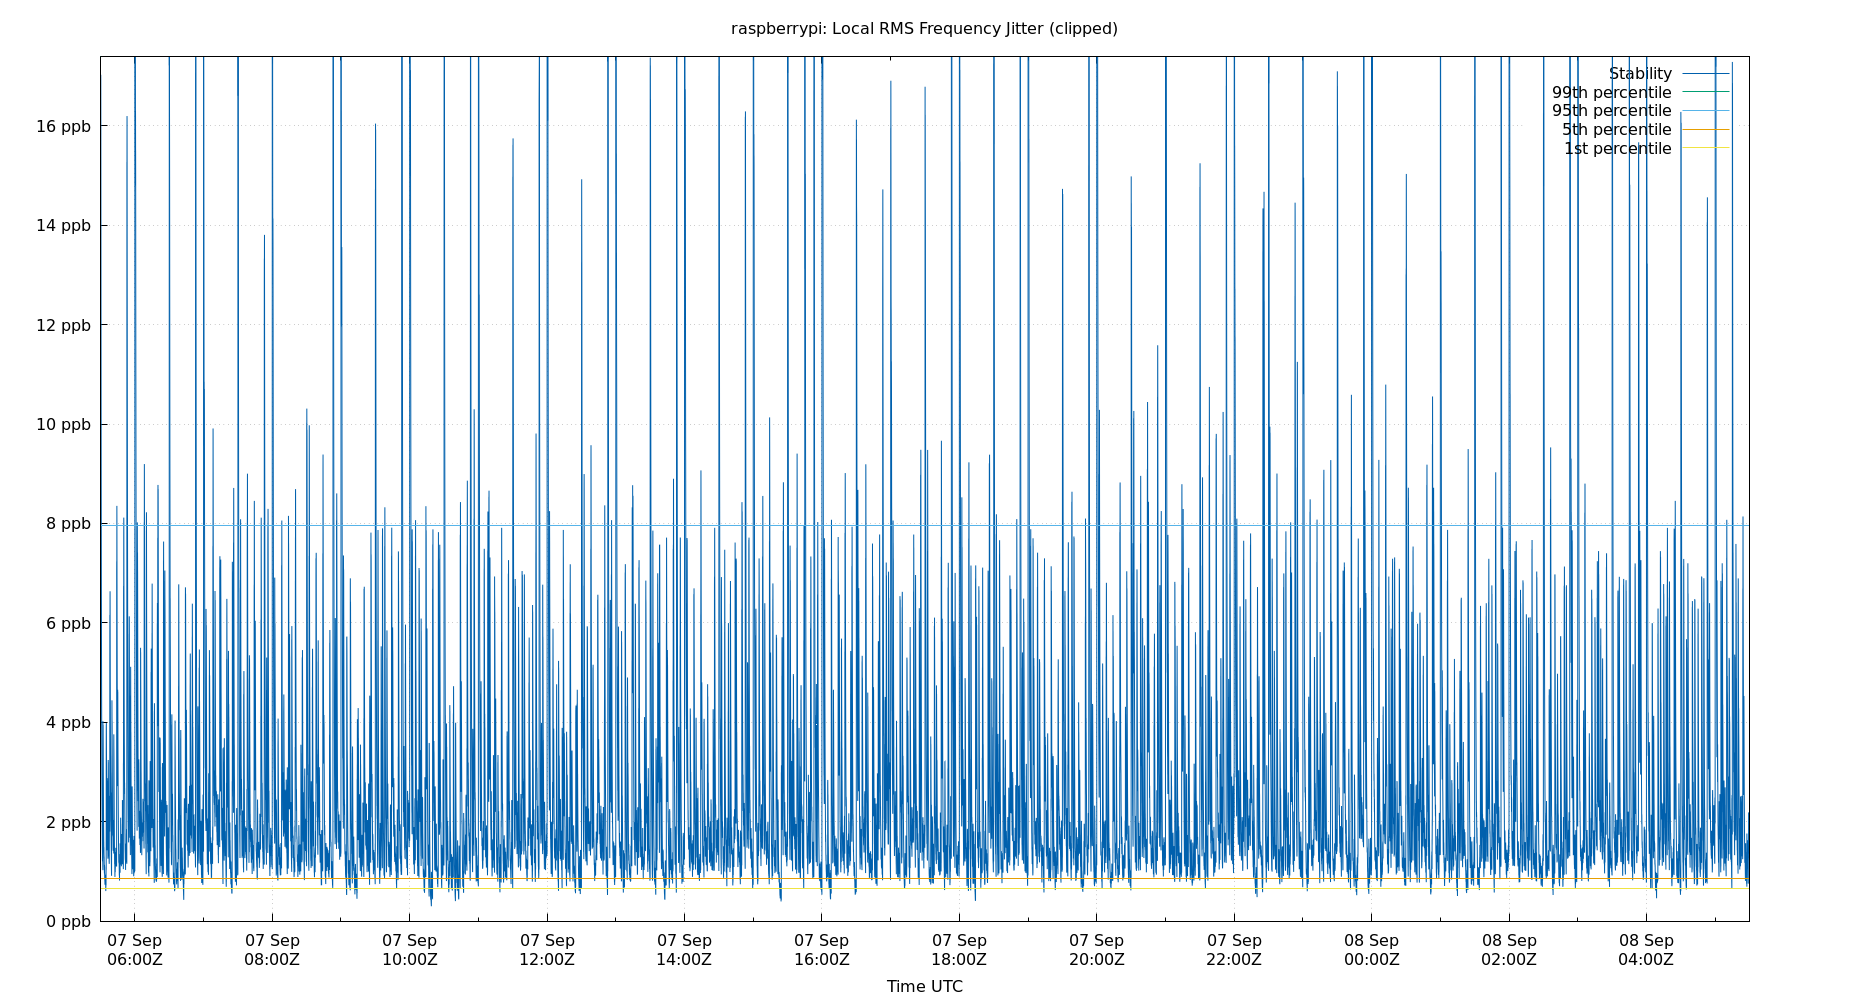 raspberrypi: Local RMS Frequency Jitter (clipped)
Stability
99th percentile
95th percentile
5th percentile
1st percentile
16 ppb
14 ppb
12 ppb
10 ppb
8 ppb
6 ppb
4 ppb
2 ppb
0 ppb
07 Sep 07 Sep 07 Sep 07 Sep 07 Sep 07 Sep 07 Sep 07 Sep 07 Sep 08 Sep 08 Sep 08 Sep
06:00Z 08:00Z 10:00Z 12:00Z 14:00Z 16:00Z 18:00Z 20:00Z 22:00Z 00:00Z 02:00Z 04:00Z
Time UTC